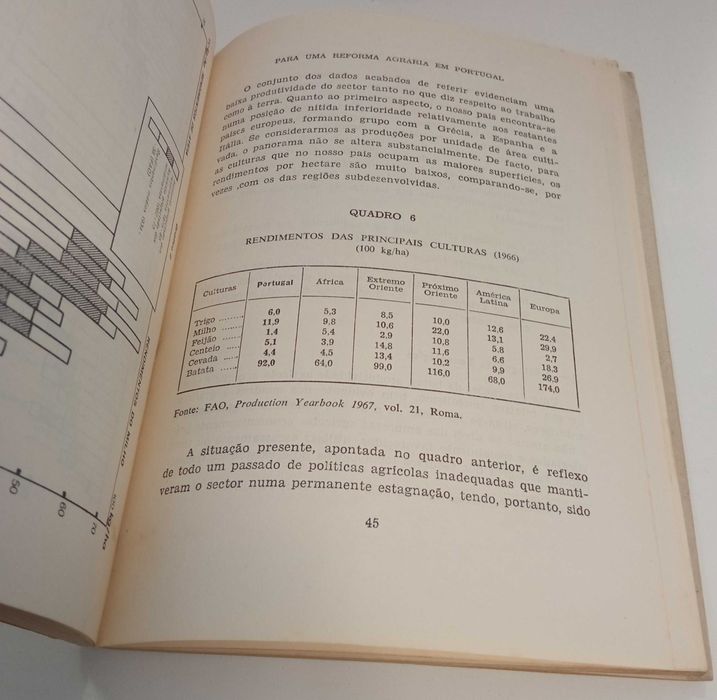 PARA UMA REFORMA AGRÁRIA EM PORTUGAL
O conjunto dos dados acabados de referir evidenciam uma
baixa produtividade do sector tanto no que diz respeito ao trabalho
como à terra. Quanto ao primeiro aspecto, o nosso país encontra-se
numa posição de nítida inferioridade relativamente aos restantes
países europeus, formando grupo com a Grécia, a Espanha e a
Itália. Se considerarmos as produções por unidade de área culti-
vada, o panorama não se altera substancialmente. De facto, para
as culturas que no nosso país ocupam as maiores superfícies, os
rendimentos por hectare são muito baixos, comparando-se, por
vezes ,com os das regiões subdesenvolvidas.
QUADRO 6
RENDIMENTOS DAS PRINCIPAIS CULTURAS (1966)
(100 kg/ha)
Culturas Portugal África Extremo Oriente Próximo Oriente América Latina Europa
Trigo ........ 6,0 5,3 8,5 10,0 12,6 22,4
Milho ....... 11,9 9,8 10,6 22,0 13,1 29,9
Feijão ...... 1,4 5,4 2,9 10,8 5,8 2,7
Centeio ..... 5,1 3,9 14,8 11,6 6,6 18.3
Cevada ..... 4,4 4,5 13,4 10,2 9,9 26,9
Batata ...... 92,0 64,0 99,0 116,0 68,0 174,0
Fonte: FAO, Production Yearbook 1967, vol. 21, Roma.
A situação presente, apontada no quadro anterior, é reflexo
de todo um passado de políticas agrícolas inadequadas que manti-
veram o sector numa permanente estagnação, tendo, portanto, sido
45
RENDIMENTOS DO MILHO
50
60
70
100 kg/ha